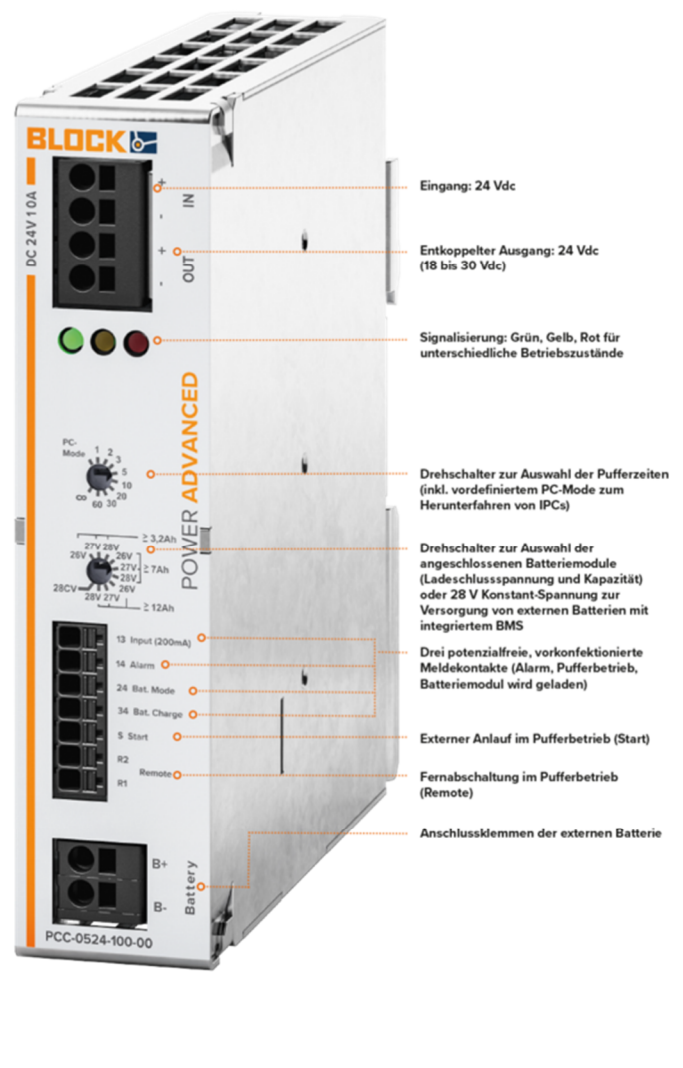 BLOCK
DC 24V 10A
+
-
IN
+
-
OUT
POWER ADVANCED
PC-
Mode
1
2
3
5
10
20
30
60
∞
≥ 3,2Ah
27V 28V
26V
26V
27V
28V
≥ 7Ah
26V
28CV
28V 27V
≥ 12Ah
13 Input (200mA)
14 Alarm
24 Bat. Mode
34 Bat. Charge
S Start
R2
Remote
R1
B+
B-
Battery
PCC-0524-100-00
Eingang: 24 Vdc
Entkoppelter Ausgang: 24 Vdc
(18 bis 30 Vdc)
Signalisierung: Grün, Gelb, Rot für
unterschiedliche Betriebszustände
Drehschalter zur Auswahl der Pufferzeiten
(inkl. vordefiniertem PC-Mode zum
Herunterfahren von IPCs)
Drehschalter zur Auswahl der
angeschlossenen Batteriemodule
(Ladeschlussspannung und Kapazität)
oder 28 V Konstant-Spannung zur
Versorgung von externen Batterien mit
integriertem BMS
Drei potenzialfreie, vorkonfektionierte
Meldekontakte (Alarm, Pufferbetrieb,
Batteriemodul wird geladen)
Externer Anlauf im Pufferbetrieb (Start)
Fernabschaltung im Pufferbetrieb
(Remote)
Anschlussklemmen der externen Batterie